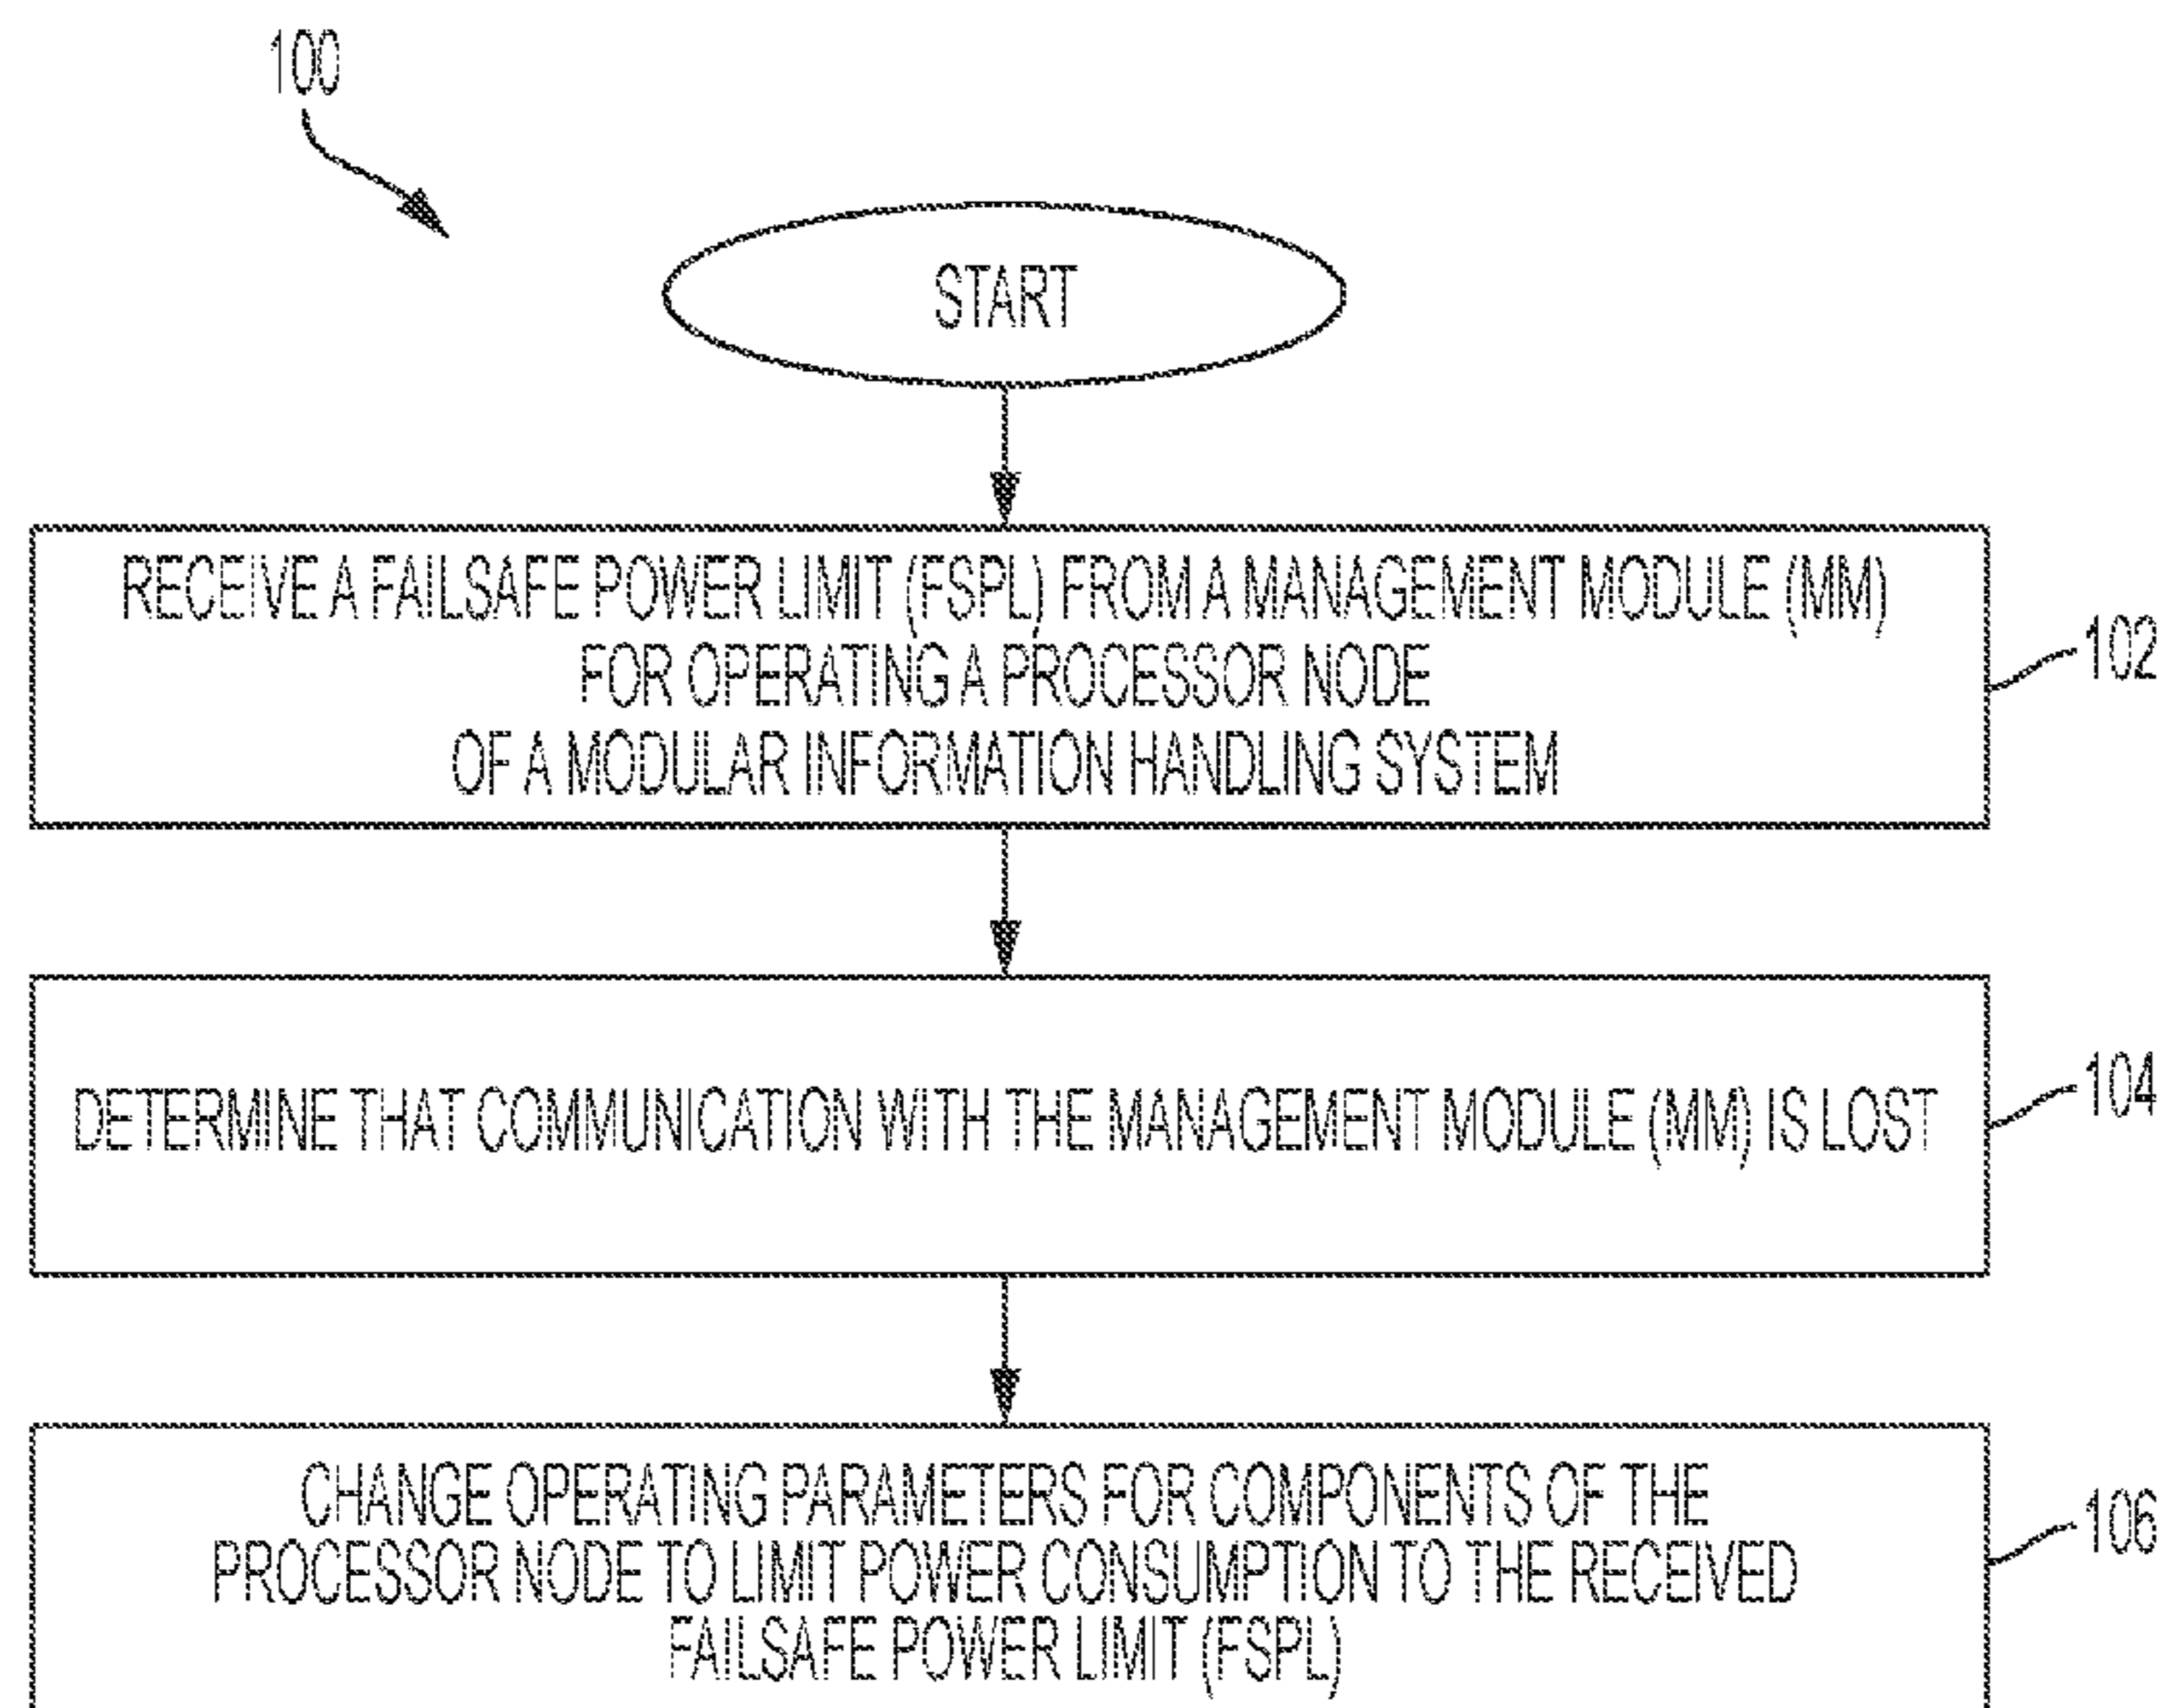 100
START
RECEIVE A FAILSAFE POWER LIMIT (FSPL) FROM A MANAGEMENT MODULE (MM)
FOR OPERATING A PROCESSOR NODE
OF A MODULAR INFORMATION HANDLING SYSTEM
102
DETERMINE THAT COMMUNICATION WITH THE MANAGEMENT MODULE (MM) IS LOST
104
CHANGE OPERATING PARAMETERS FOR COMPONENTS OF THE
PROCESSOR NODE TO LIMIT POWER CONSUMPTION TO THE RECEIVED
FAILSAFE POWER LIMIT (FSPL)
106